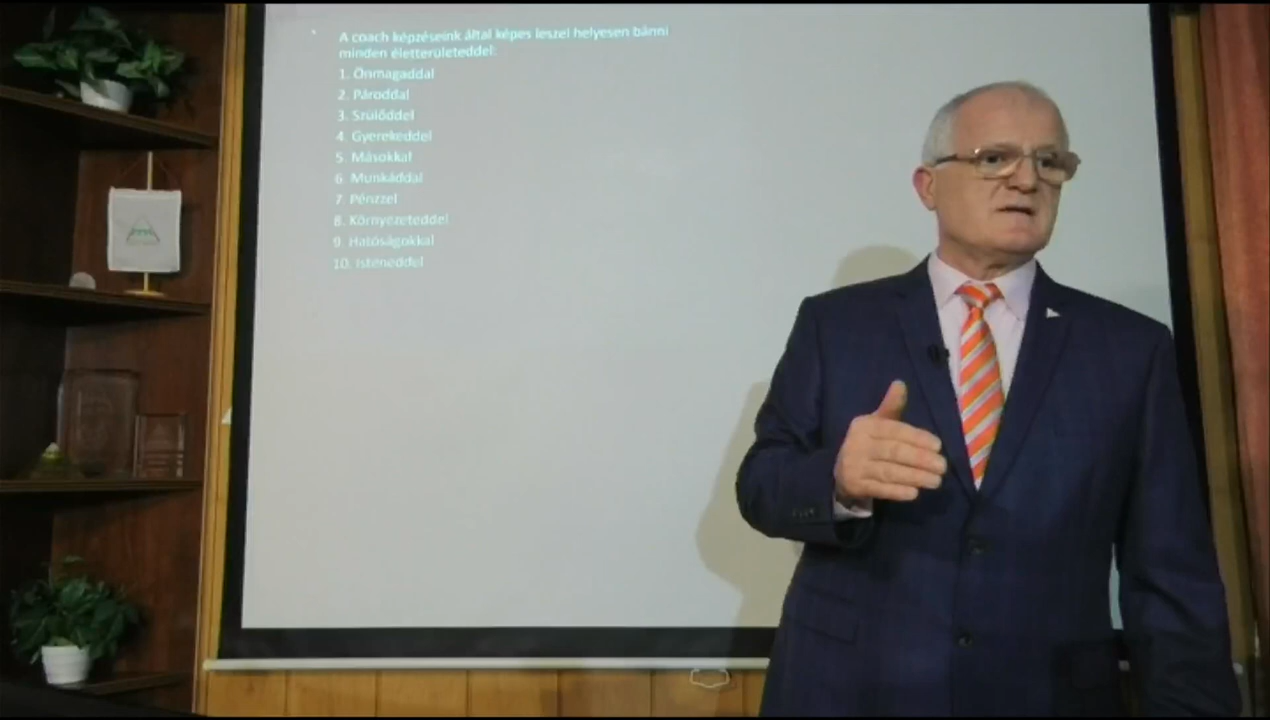 A coach képzéseink által képes leszel helyesen bánni
minden életterületeddel:
1. Önmagaddal
2. Pároddal
3. Szülőddel
4. Gyerekeddel
5. Másokkal
6. Munkáddal
7. Pénzzel
8. Környezeteddel
9. Hatóságokkal
10. Isteneddel